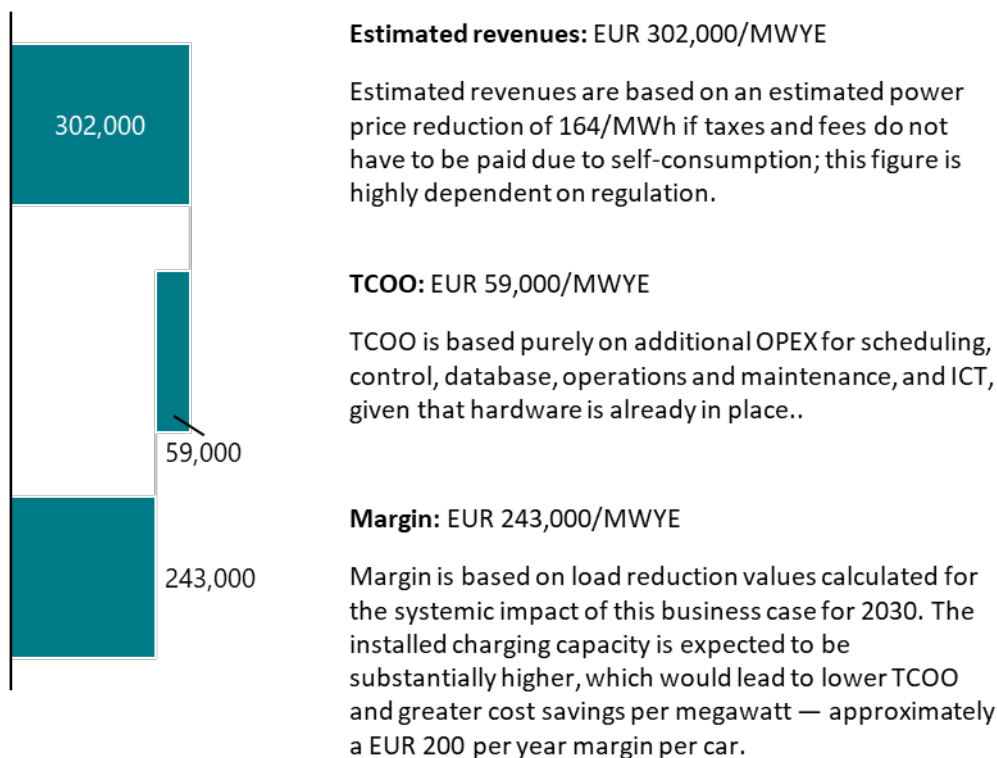 Estimated revenues: EUR 302,000/MWYE
302,000
Estimated revenues are based on an estimated power
price reduction of 164/MWh if taxes and fees do not
have to be paid due to self-consumption; this figure is
highly dependent on regulation.
TCOO: EUR 59,000/MWYE
TCOO is based purely on additional OPEX for scheduling,
control, database, operations and maintenance, and ICT,
given that hardware is already in place..
59,000
Margin: EUR 243,000/MWYE
243,000
Margin is based on load reduction values calculated for
the systemic impact of this business case for 2030. The
installed charging capacity is expected to be
substantially higher, which would lead to lower TCOO
and greater cost savings per megawatt — approximately
a EUR 200 per year margin per car.